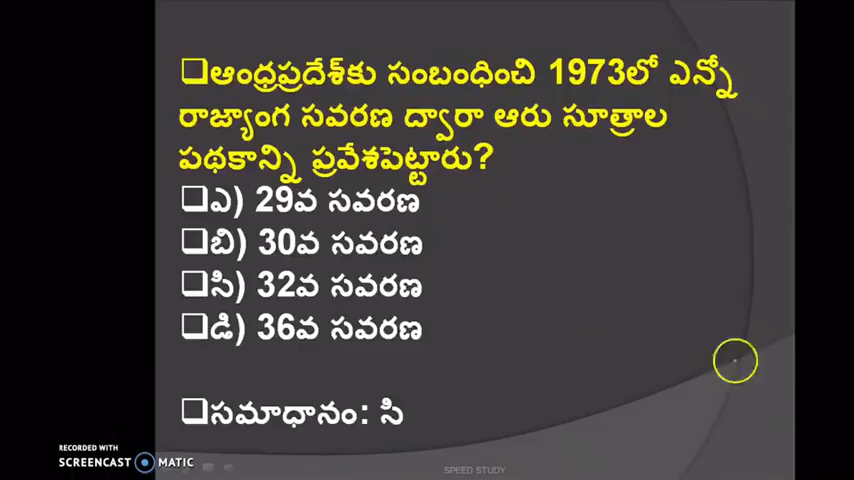 ❑ఆంధ్రప్రదేశ్‌కు సంబంధించి 1973లో ఎన్నో
రాజ్యాంగ సవరణ ద్వారా ఆరు సూత్రాల
పథకాన్ని ప్రవేశపెట్టారు?
❑ఎ) 29వ సవరణ
❑బి) 30వ సవరణ
❑సి) 32వ సవరణ
❑డి) 36వ సవరణ
❑సమాధానం: సి
RECORDED WITH
SCREENCAST MATIC
SPEED STUDY